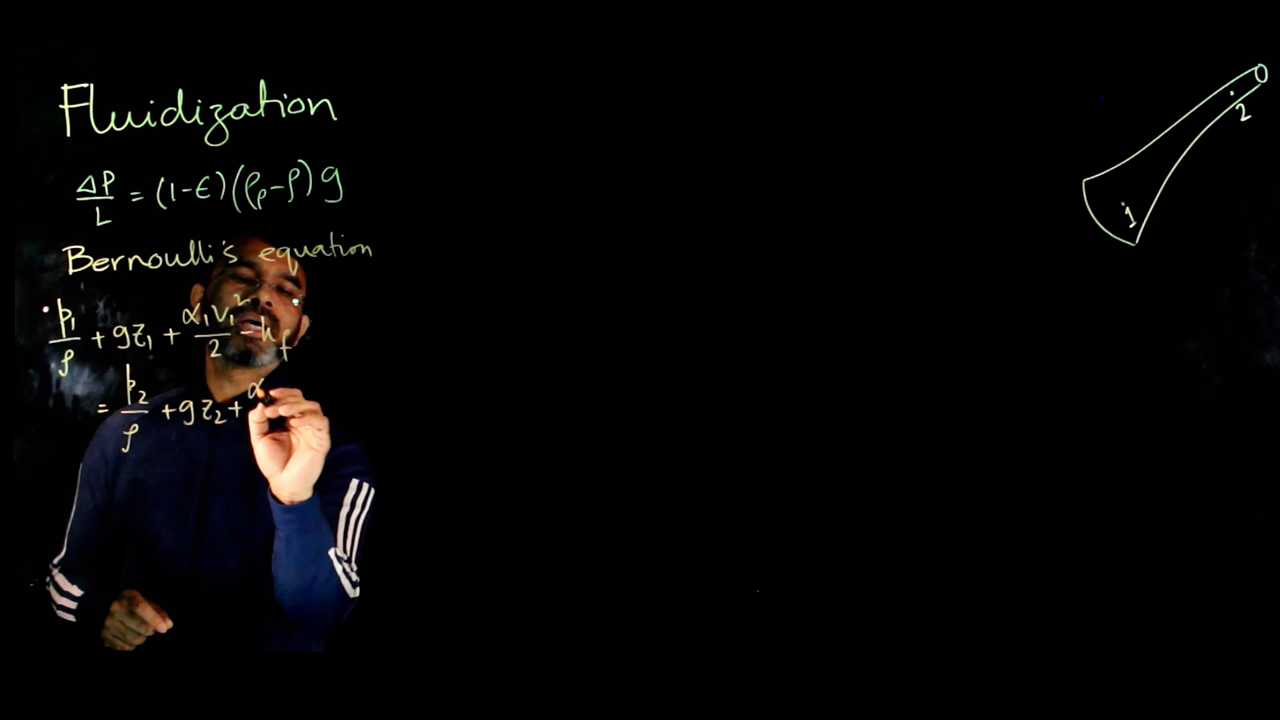 Fluidization
ΔP/L = (1-ϵ)(ρp-ρ)g
Bernoulli's equation
p₁/ρ + gz₁ + α₁v₁²/2 - hf
= p₂/ρ + gz₂ + α
2
1